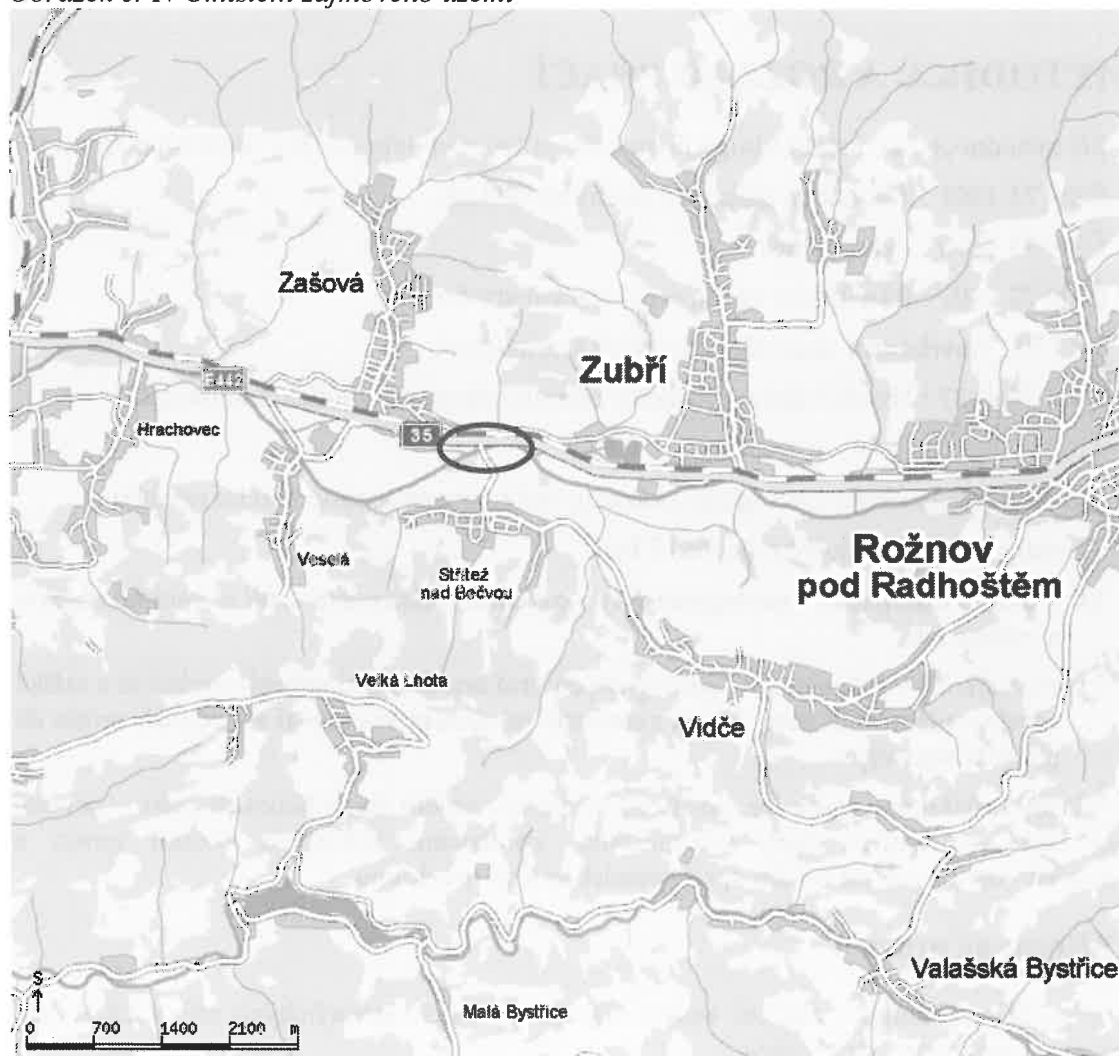 Zašová
Zubří
E442
35
Hrachovec
Veselá
Střítež
nad Bečvou
Rožnov
pod Radhoštěm
Velká Lhota
Vidče
Valašská Bystřice
Malá Bystřice
S
0 700 1400 2100 m